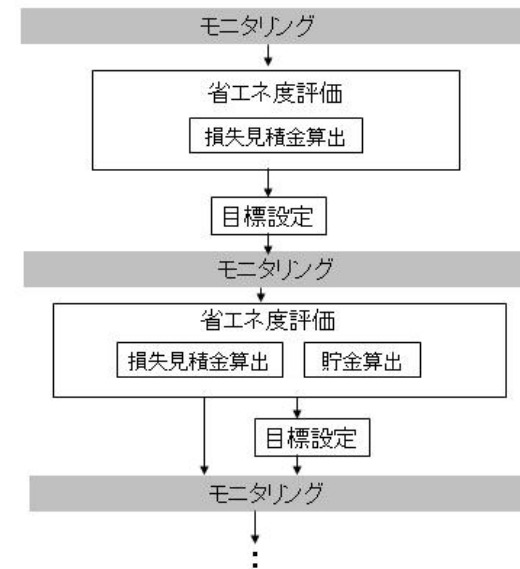 モニタリング
省エネ度評価
損失見積金算出
目標設定
モニタリング
省エネ度評価
損失見積金算出 貯金算出
目標設定
モニタリング